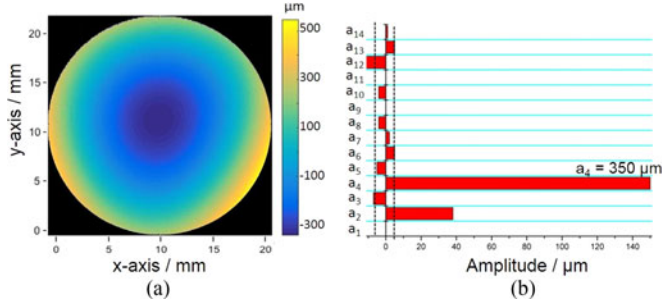 µm
500
300
100
-100
-300
20
15
10
5
0
y-axis / mm
0
5
10
15
20
x-axis / mm
(a)
a14
a13
a12
a11
a10
a9
a8
a7
a6
a5
a4
a3
a2
a1
a4 = 350 µm
0
20
40
60
80
100
120
140
Amplitude / µm
(b)